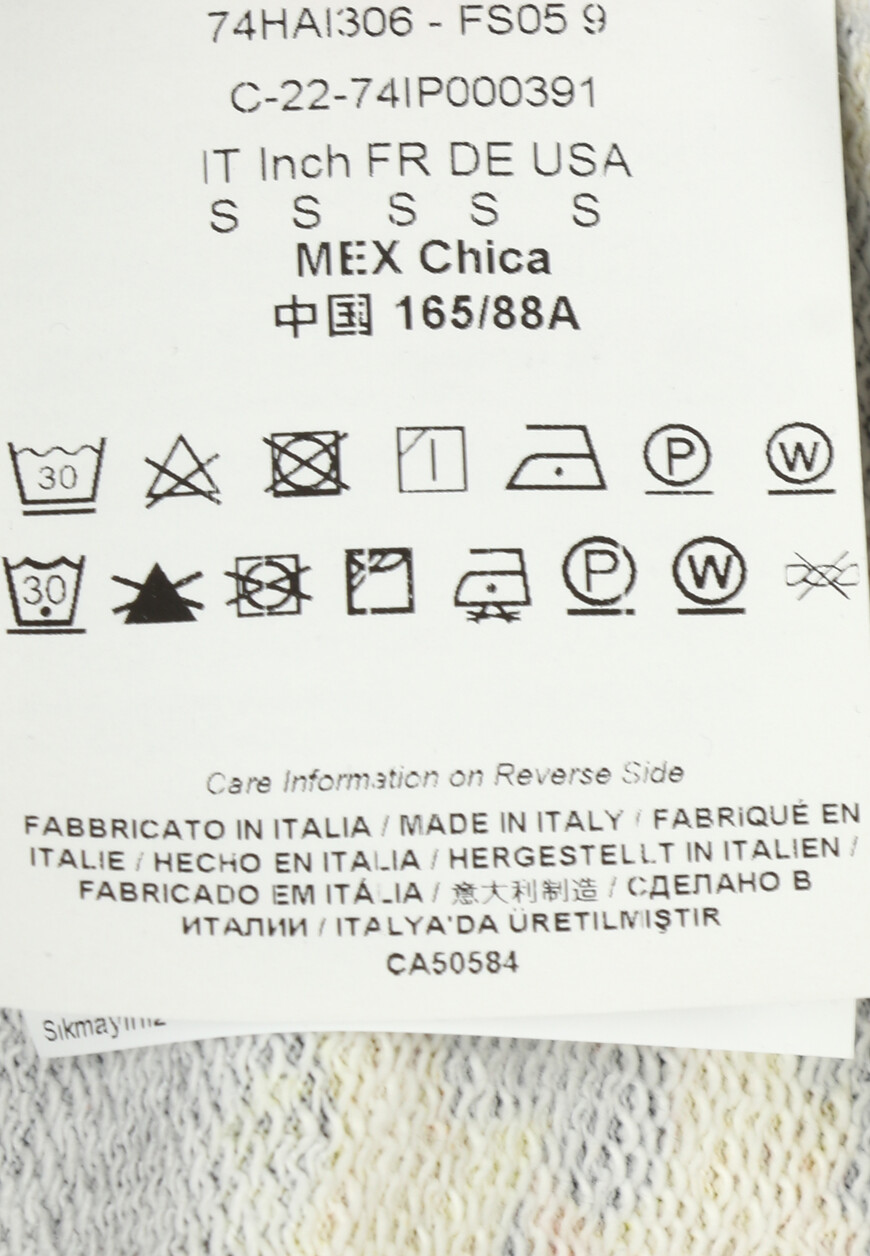 74HAI306 - FS05 9
C-22-74IP000391
IT Inch FR DE USA
S S S S S
MEX Chica
中国 165/88A
30 P W
30 P W
Care Information on Reverse Side
FABBRICATO IN ITALIA / MADE IN ITALY / FABRIQUÉ EN
ITALIE / HECHO EN ITALIA / HERGESTELLT IN ITALIEN /
FABRICADO EM ITÁLIA / 意大利制造 / СДЕЛАНО В
ИТАЛИИ / ITALYA'DA ÜRETILMIŞTIR
CA50584
Sıkmayınız